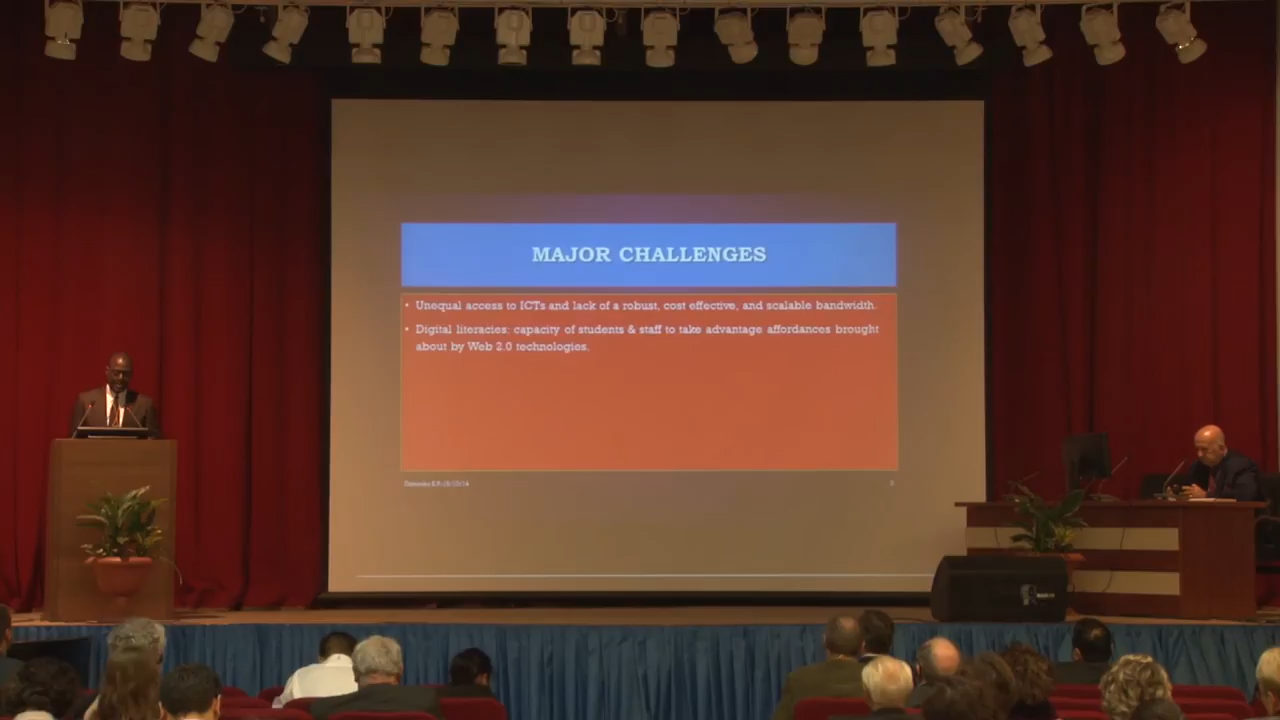 MAJOR CHALLENGES
• Unequal access to ICTs and lack of a robust, cost effective, and scalable bandwidth.
• Digital literacies: capacity of students & staff to take advantage affordances brought
about by Web 2.0 technologies.